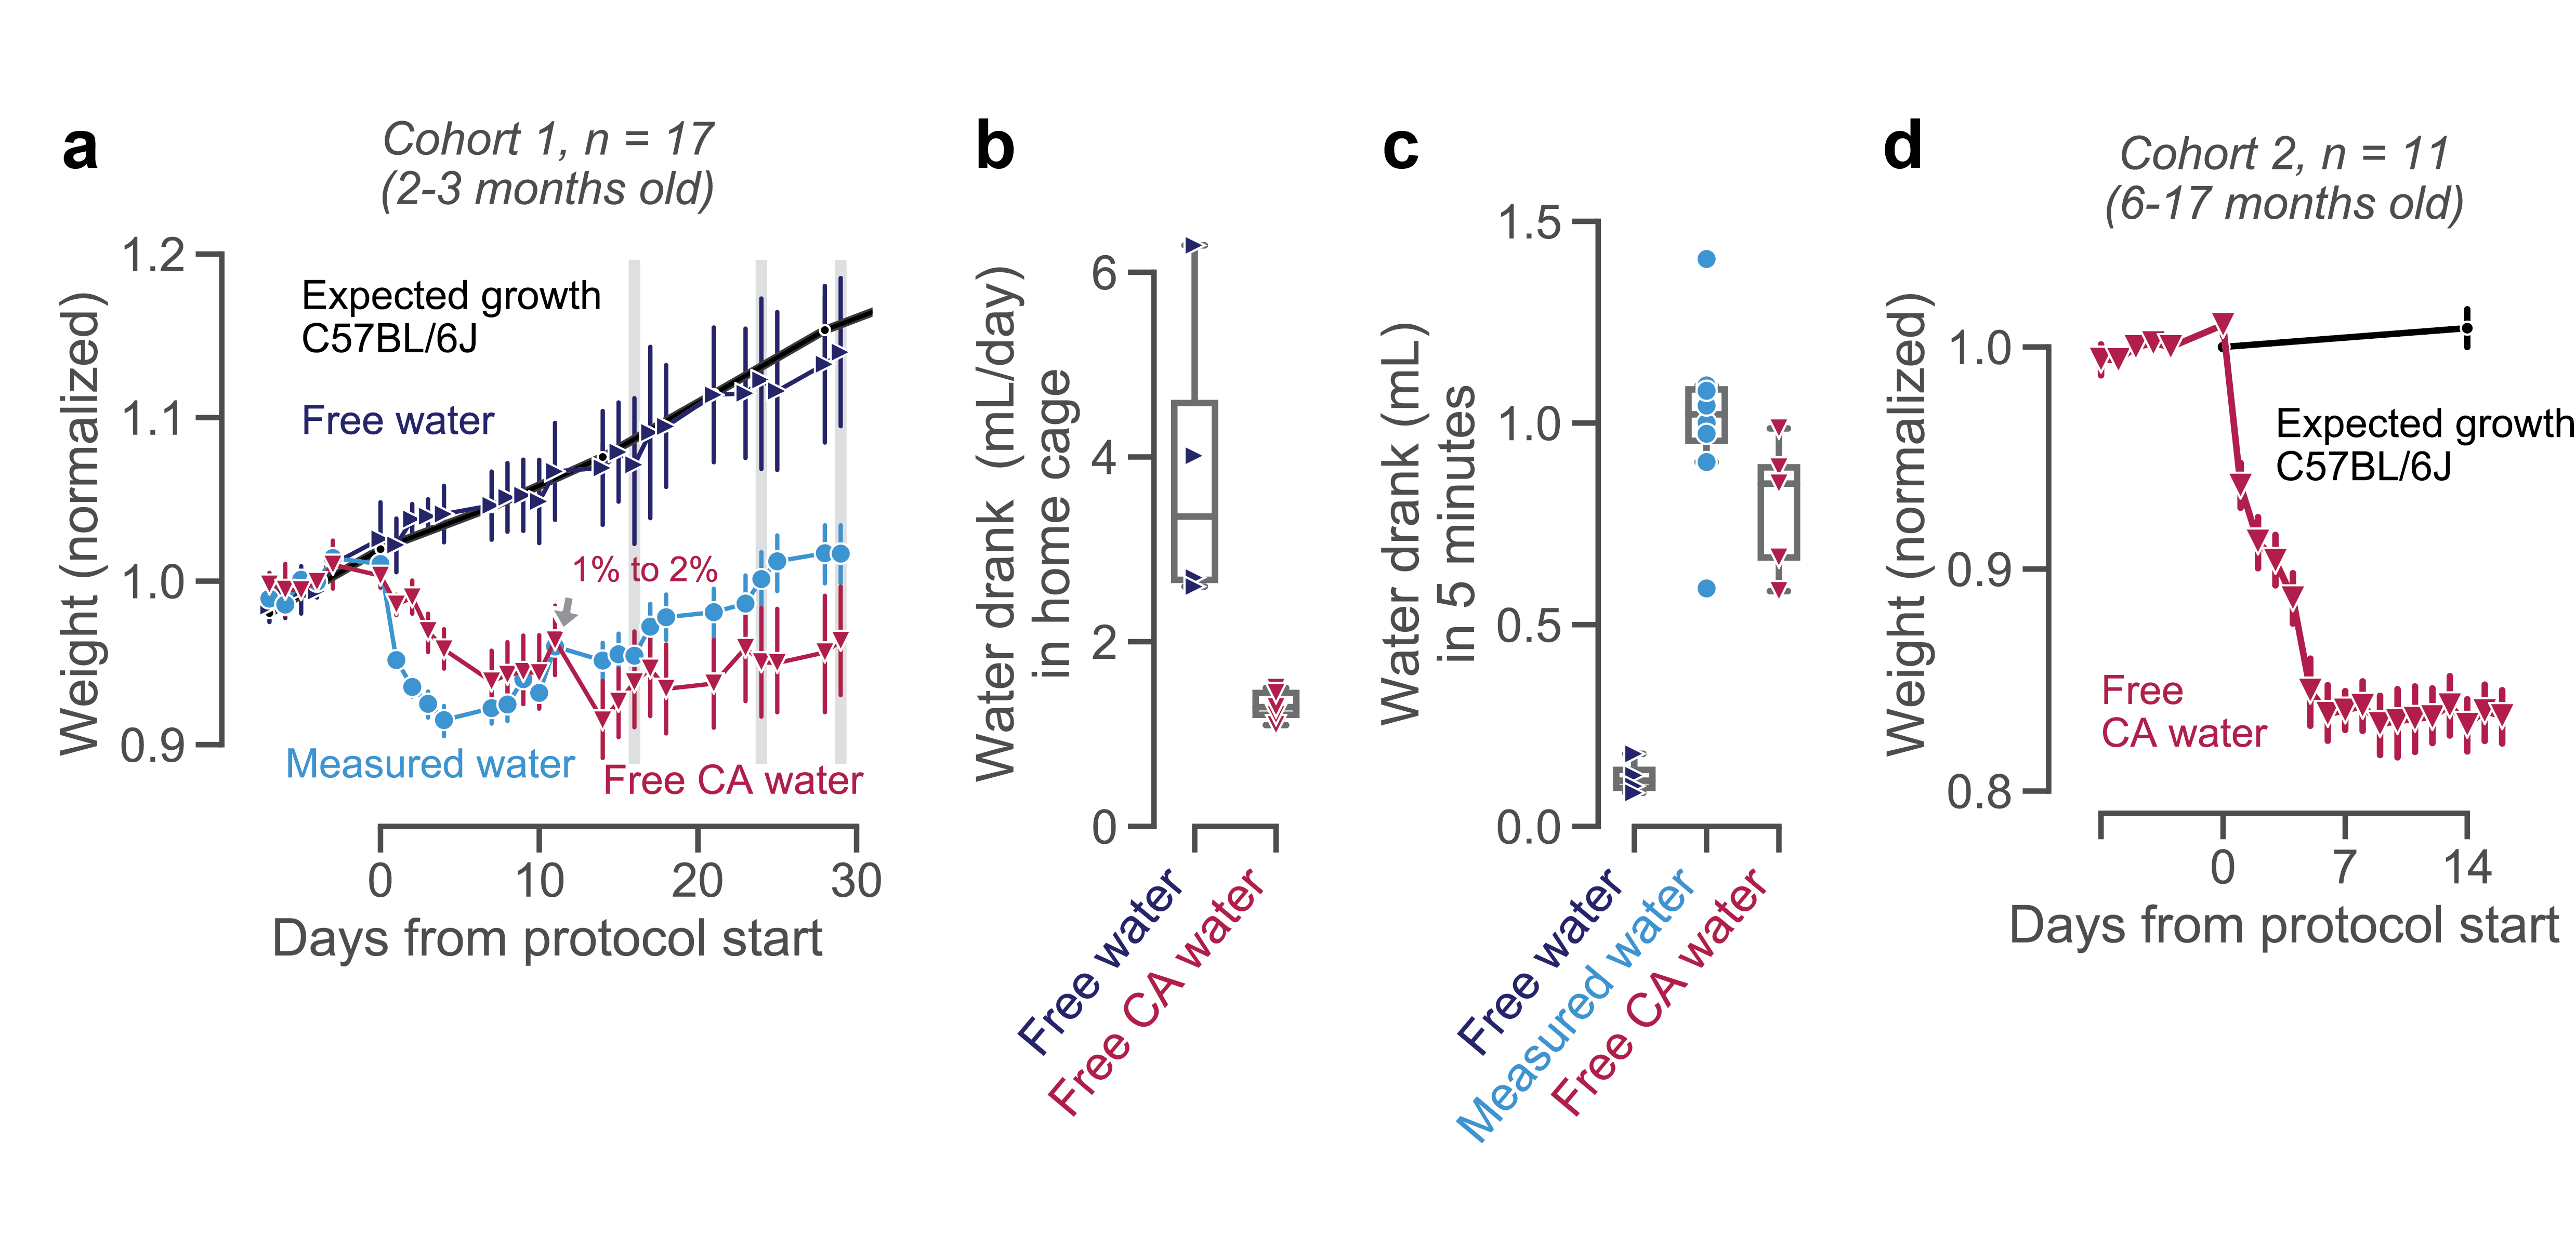 a
Cohort 1, n = 17
(2-3 months old)
Weight (normalized)
1.2
1.1
1.0
0.9
Expected growth
C57BL/6J
Free water
1% to 2%
Measured water
Free CA water
0
10
20
30
Days from protocol start
b
Water drank (mL/day)
in home cage
6
4
2
0
Free water
Free CA water
c
Water drank (mL)
in 5 minutes
1.5
1.0
0.5
0.0
Free water
Measured water
Free CA water
d
Cohort 2, n = 11
(6-17 months old)
Weight (normalized)
1.0
0.9
0.8
Expected growth
C57BL/6J
Free
CA water
0
7
14
Days from protocol start